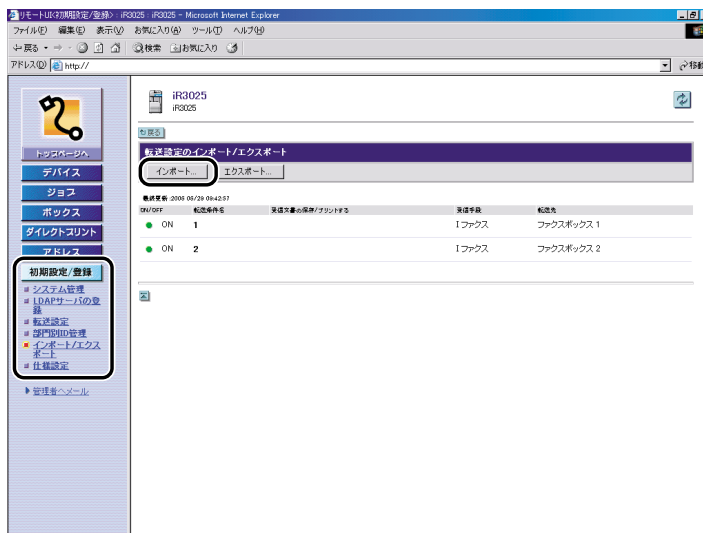 リモートUI<初期設定/登録> : iR3025 : iR3025 - Microsoft Internet Explorer
ファイル(F) 編集(E) 表示(V) お気に入り(A) ツール(T) ヘルプ(H)
戻る 検索 お気に入り
アドレス(D) http:// 移動
iR3025
iR3025
戻る
トップページへ
転送設定のインポート/エクスポート
デバイス
インポート... エクスポート...
ジョブ
最終更新 :2006 06/29 09:42:57
ボックス
ON/OFF 転送条件名 受信文書の保存/プリントする 受信手段 転送先
ON 1 Iファクス ファクスボックス 1
ダイレクトプリント
ON 2 Iファクス ファクスボックス 2
アドレス
初期設定/登録
システム管理
LDAPサーバの登
録
転送設定
部門別ID管理
インポート/エクス
ポート
仕様設定
管理者へメール